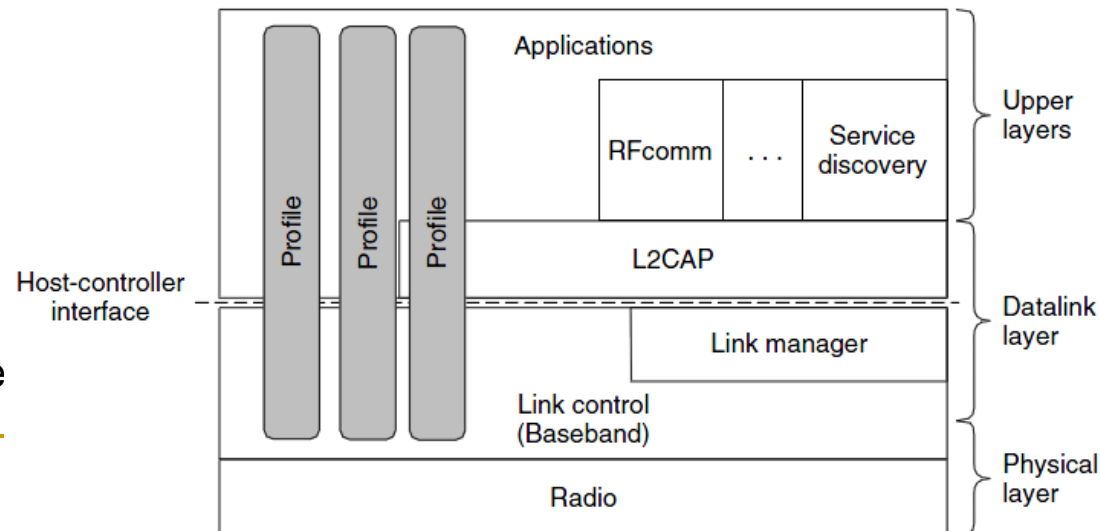 Applications
Upper
layers
RFcomm
. . .
Service
discovery
Profile
Profile
Profile
L2CAP
Host-controller
interface
Datalink
layer
Link manager
e
Link control
(Baseband)
Physical
layer
Radio